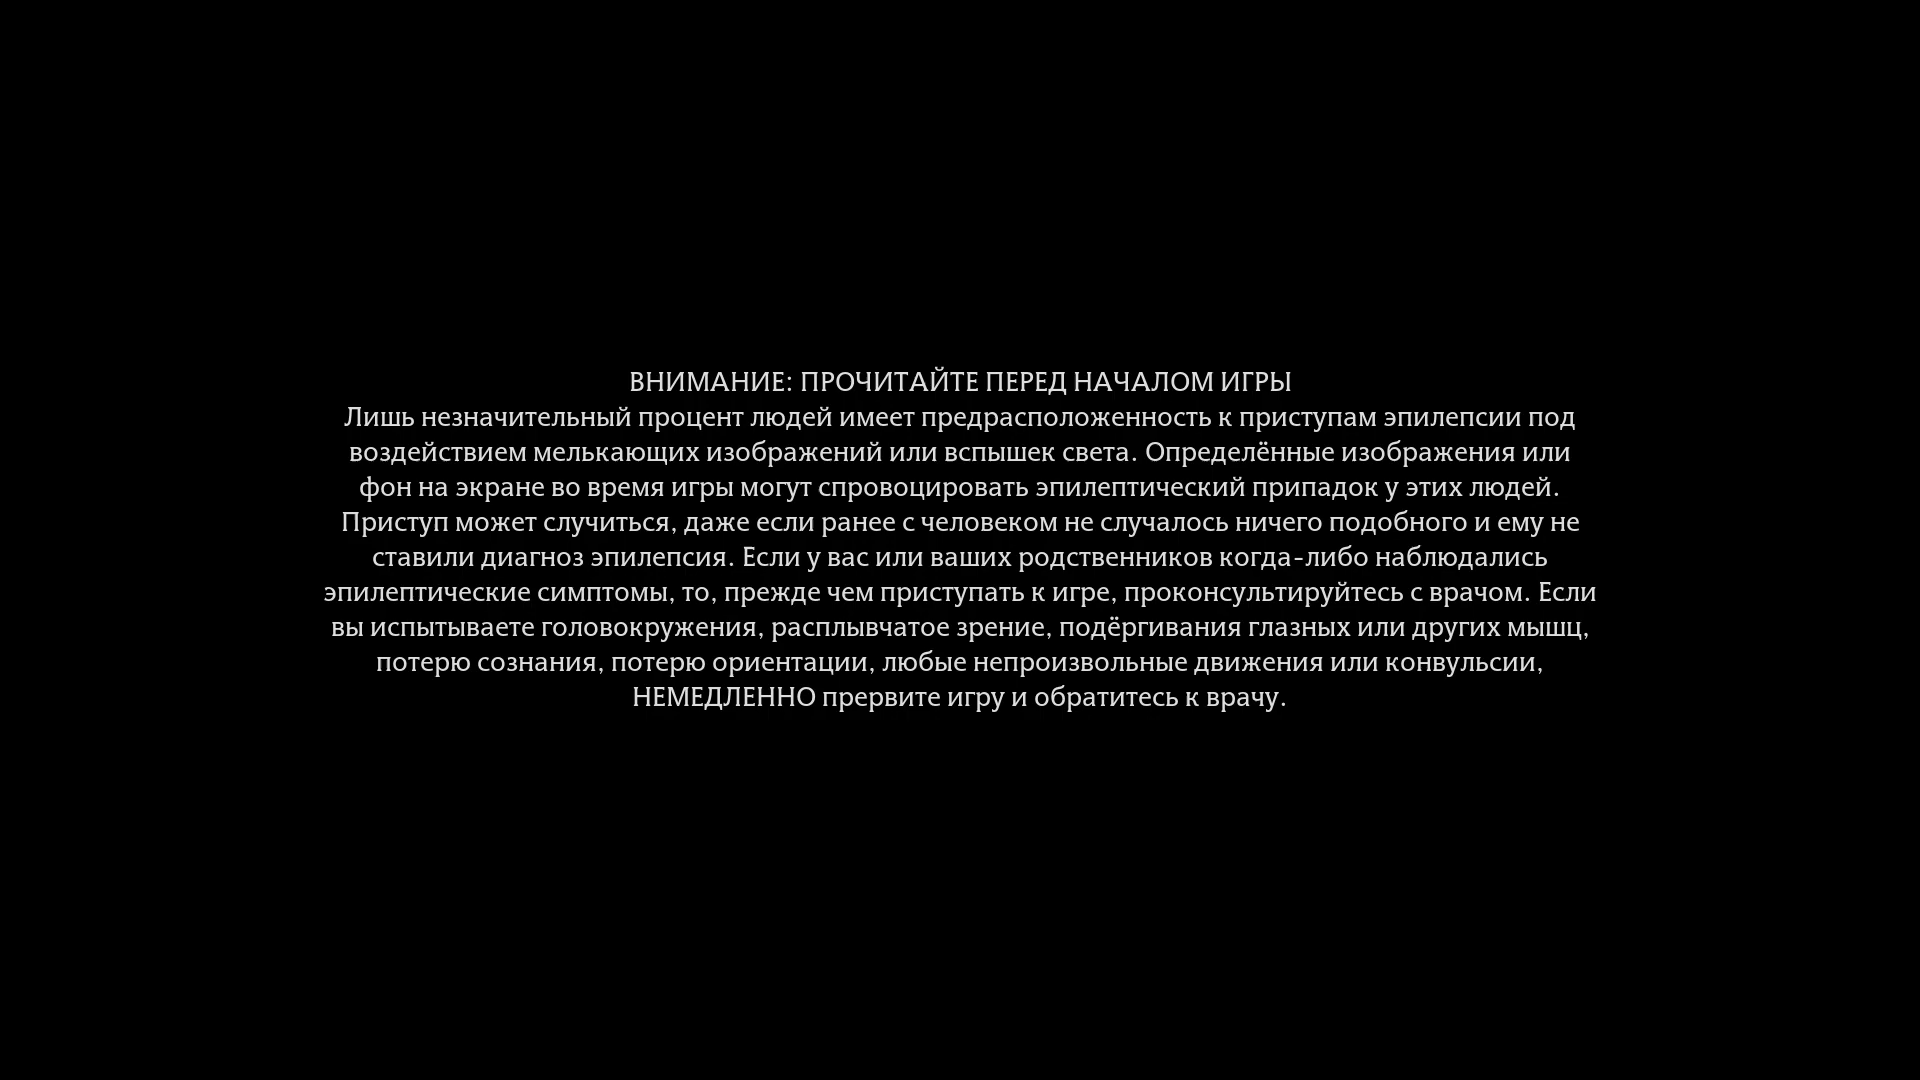 ВНИМАНИЕ: ПРОЧИТАЙТЕ ПЕРЕД НАЧАЛОМ ИГРЫ
Лишь незначительный процент людей имеет предрасположенность к приступам эпилепсии под
воздействием мелькающих изображений или вспышек света. Определённые изображения или
фон на экране во время игры могут спровоцировать эпилептический припадок у этих людей.
Приступ может случиться, даже если ранее с человеком не случалось ничего подобного и ему не
ставили диагноз эпилепсия. Если у вас или ваших родственников когда-либо наблюдались
эпилептические симптомы, то, прежде чем приступать к игре, проконсультируйтесь с врачом. Если
вы испытываете головокружения, расплывчатое зрение, подёргивания глазных или других мышц,
потерю сознания, потерю ориентации, любые непроизвольные движения или конвульсии,
НЕМЕДЛЕННО прервите игру и обратитесь к врачу.